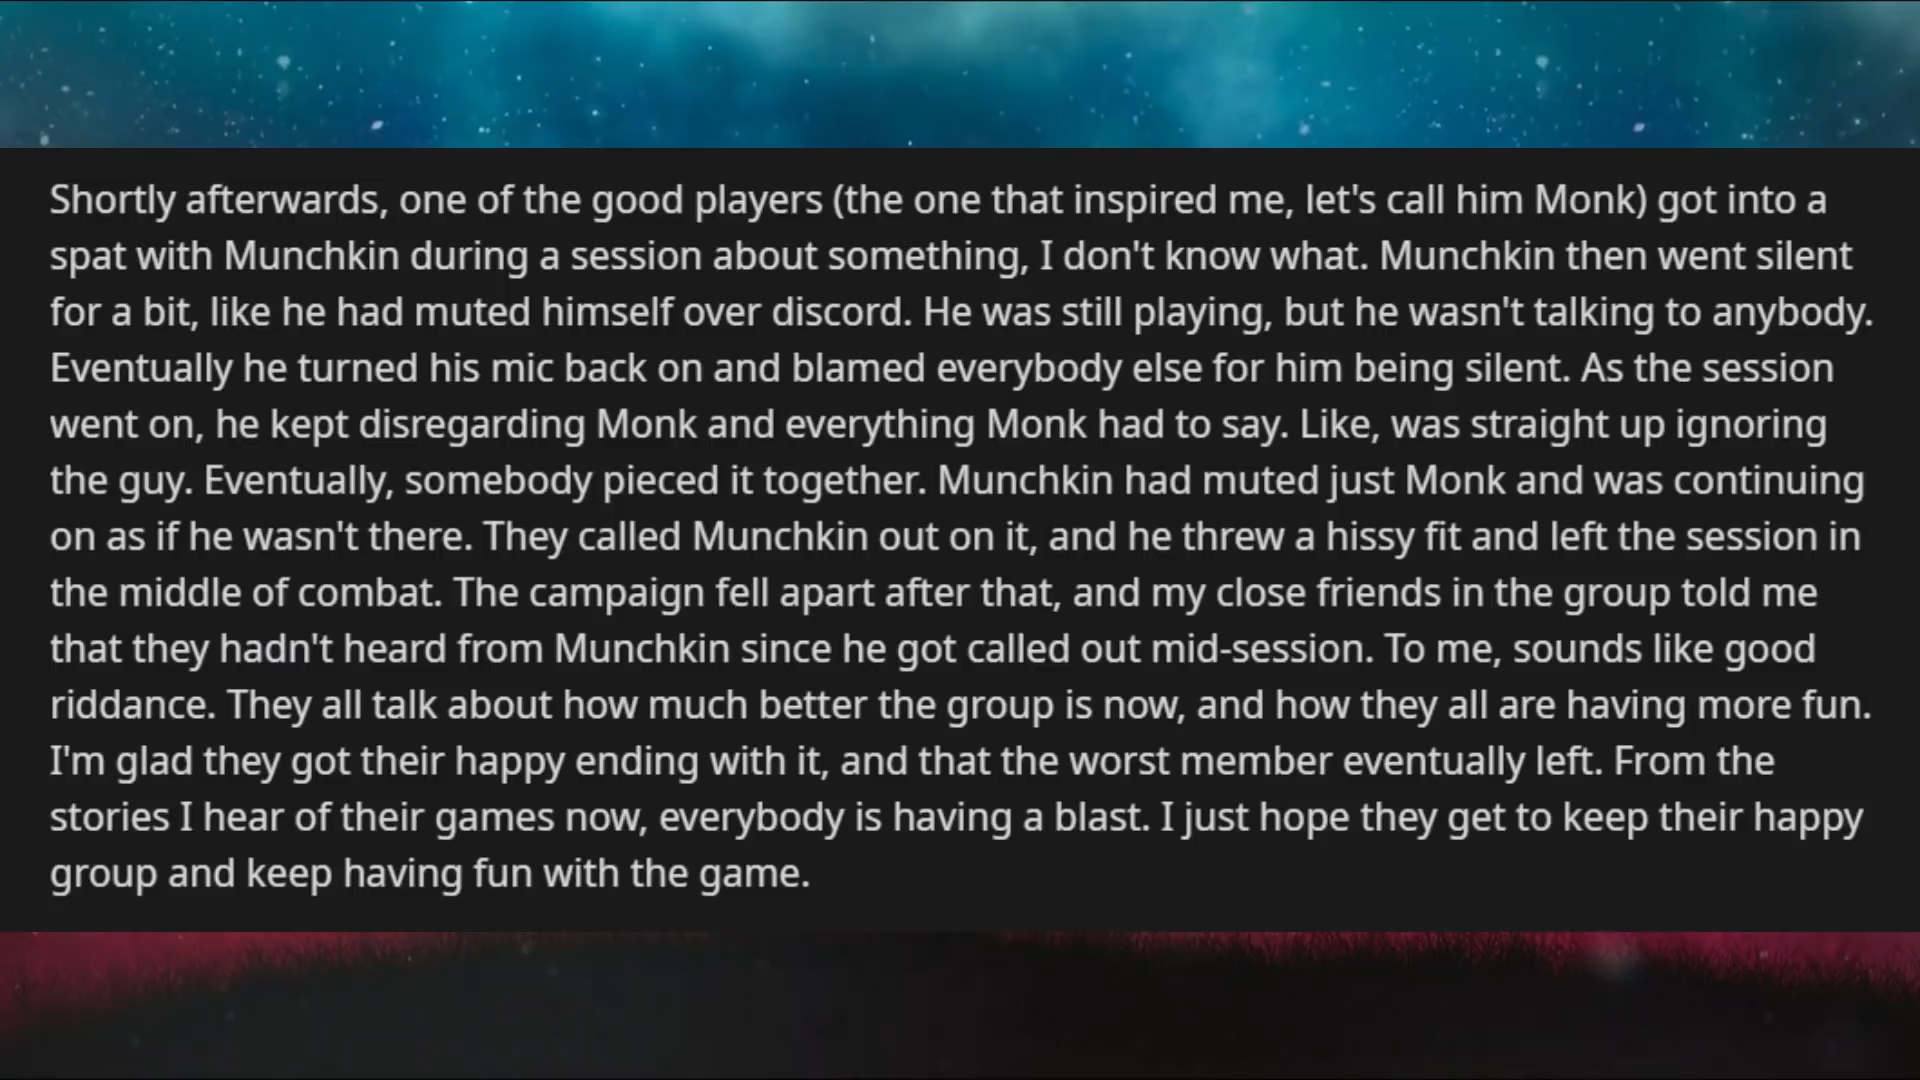 Shortly afterwards, one of the good players (the one that inspired me, let's call him Monk) got into a
spat with Munchkin during a session about something, I don't know what. Munchkin then went silent
for a bit, like he had muted himself over discord. He was still playing, but he wasn't talking to anybody.
Eventually he turned his mic back on and blamed everybody else for him being silent. As the session
went on, he kept disregarding Monk and everything Monk had to say. Like, was straight up ignoring
the guy. Eventually, somebody pieced it together. Munchkin had muted just Monk and was continuing
on as if he wasn't there. They called Munchkin out on it, and he threw a hissy fit and left the session in
the middle of combat. The campaign fell apart after that, and my close friends in the group told me
that they hadn't heard from Munchkin since he got called out mid-session. To me, sounds like good
riddance. They all talk about how much better the group is now, and how they all are having more fun.
I'm glad they got their happy ending with it, and that the worst member eventually left. From the
stories I hear of their games now, everybody is having a blast. I just hope they get to keep their happy
group and keep having fun with the game.